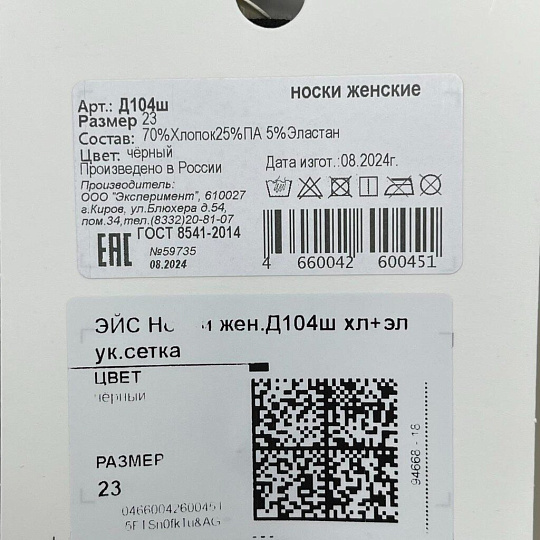 носки женские
Арт.: Д104ш
Размер 23
Состав: 70%Хлопок25%ПА 5%Эластан
Цвет: чёрный
Произведено в России
Дата изгот.:08.2024г.
Производитель:
ООО "Эксперимент", 610027
г.Киров, ул.Блюхера д.54,
пом.34,тел.(8332)20-81-07
ЕАС ГОСТ 8541-2014
№59735
08.2024
4 660042 600451
ЭЙС жен.Д104ш хл+эл
ук.сетка
ЦВЕТ
черный
РАЗМЕР
23
94668 - 18
04660042600451